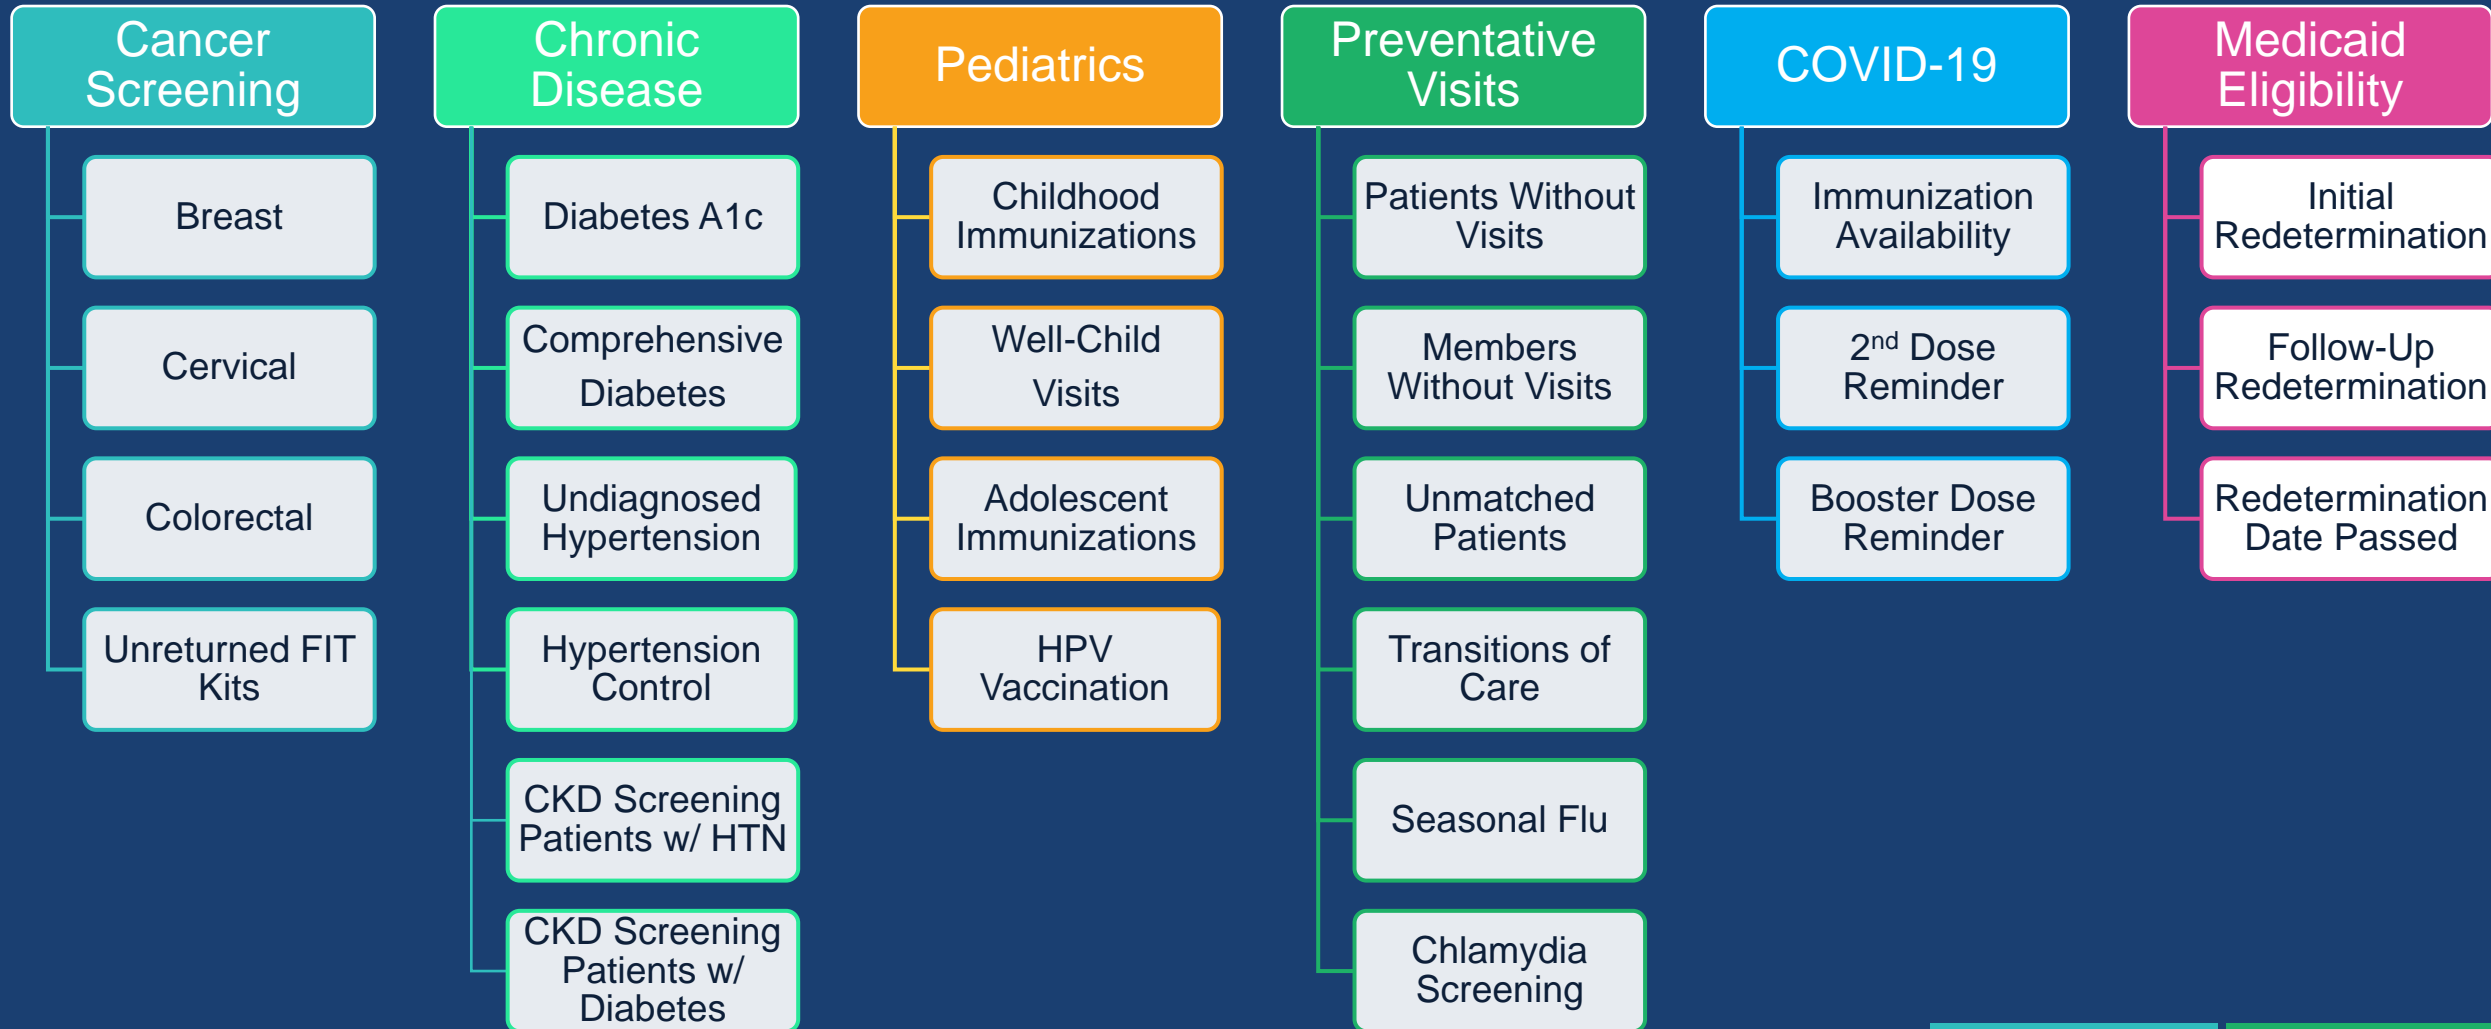 Cancer
Screening
Breast
Cervical
Colorectal
Unreturned FIT
Kits
Chronic
Disease
Diabetes A1c
Comprehensive
Diabetes
Undiagnosed
Hypertension
Hypertension
Control
CKD Screening
Patients w/ HTN
CKD Screening
Patients w/
Diabetes
Pediatrics
Childhood
Immunizations
Well-Child
Visits
Adolescent
Immunizations
HPV
Vaccination
Preventative
Visits
Patients Without
Visits
Members
Without Visits
Unmatched
Patients
Transitions of
Care
Seasonal Flu
Chlamydia
Screening
COVID-19
Immunization
Availability
2nd Dose
Reminder
Booster Dose
Reminder
Medicaid
Eligibility
Initial
Redetermination
Follow-Up
Redetermination
Redetermination
Date Passed